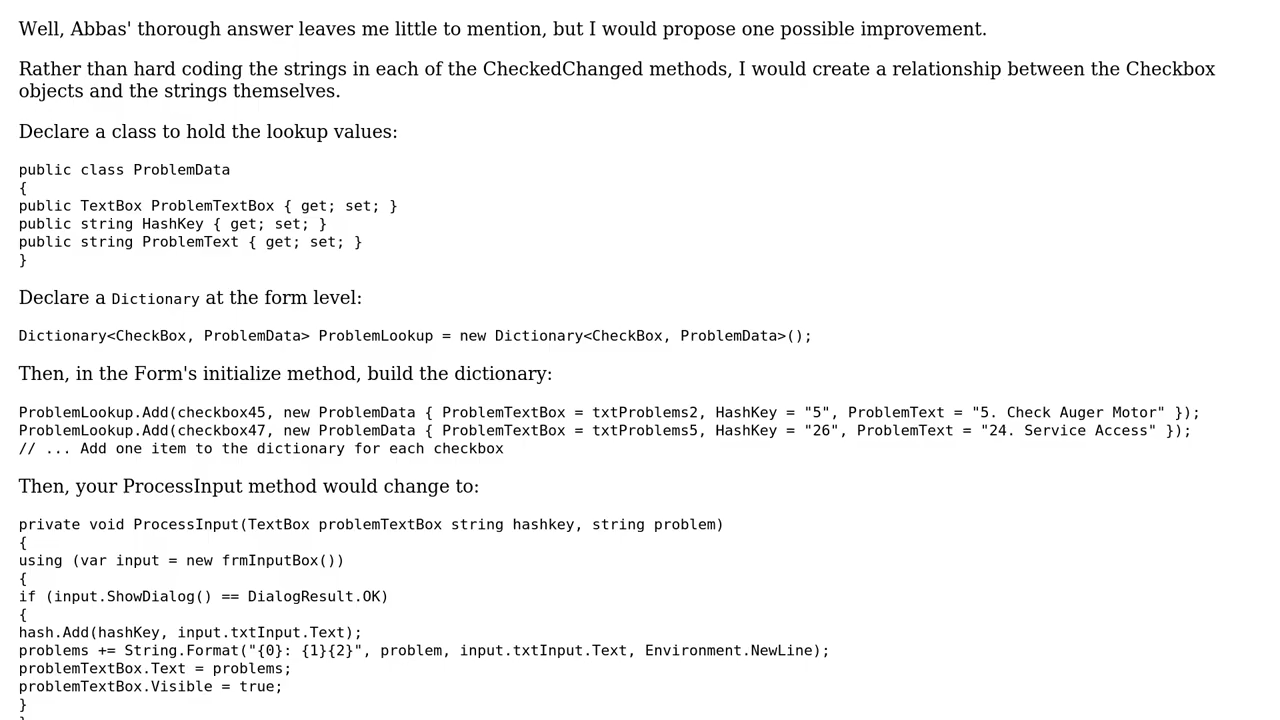 Well, Abbas' thorough answer leaves me little to mention, but I would propose one possible improvement.
Rather than hard coding the strings in each of the CheckedChanged methods, I would create a relationship between the Checkbox
objects and the strings themselves.
Declare a class to hold the lookup values:
public class ProblemData
{
public TextBox ProblemTextBox { get; set; }
public string HashKey { get; set; }
public string ProblemText { get; set; }
}
Declare a Dictionary at the form level:
Dictionary<CheckBox, ProblemData> ProblemLookup = new Dictionary<CheckBox, ProblemData>();
Then, in the Form's initialize method, build the dictionary:
ProblemLookup.Add(checkbox45, new ProblemData { ProblemTextBox = txtProblems2, HashKey = "5", ProblemText = "5. Check Auger Motor" });
ProblemLookup.Add(checkbox47, new ProblemData { ProblemTextBox = txtProblems5, HashKey = "26", ProblemText = "24. Service Access" });
// ... Add one item to the dictionary for each checkbox
Then, your ProcessInput method would change to:
private void ProcessInput(TextBox problemTextBox string hashkey, string problem)
{
using (var input = new frmInputBox())
{
if (input.ShowDialog() == DialogResult.OK)
{
hash.Add(hashKey, input.txtInput.Text);
problems += String.Format("{0}: {1}{2}", problem, input.txtInput.Text, Environment.NewLine);
problemTextBox.Text = problems;
problemTextBox.Visible = true;
}
}